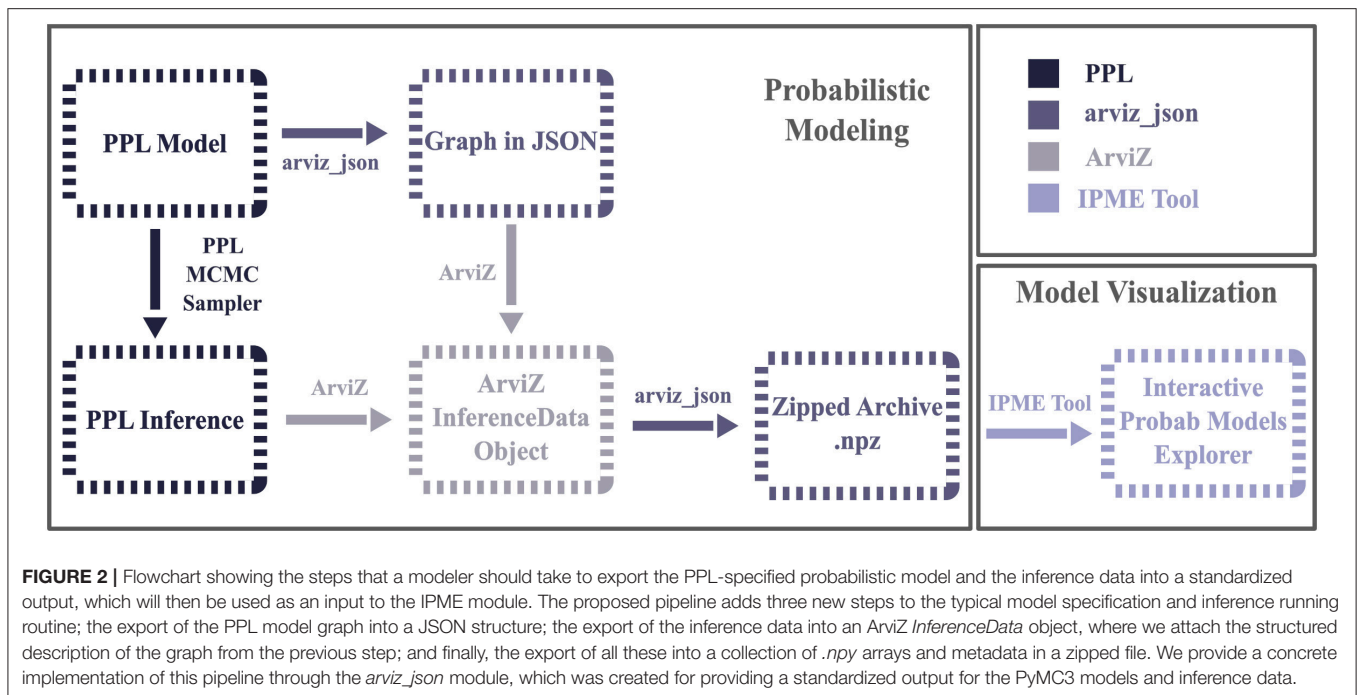 Probabilistic
Modeling
PPL Model
arviz_json
Graph in JSON
PPL
MCMC
Sampler
ArviZ
PPL Inference
ArviZ
ArviZ
InferenceData
Object
arviz_json
Zipped Archive
.npz
PPL
arviz_json
ArviZ
IPME Tool
Model Visualization
IPME Tool
Interactive
Probab Models
Explorer
FIGURE 2 | Flowchart showing the steps that a modeler should take to export the PPL-specified probabilistic model and the inference data into a standardized
output, which will then be used as an input to the IPME module. The proposed pipeline adds three new steps to the typical model specification and inference running
routine; the export of the PPL model graph into a JSON structure; the export of the inference data into an ArviZ InferenceData object, where we attach the structured
description of the graph from the previous step; and finally, the export of all these into a collection of .npy arrays and metadata in a zipped file. We provide a concrete
implementation of this pipeline through the arviz_json module, which was created for providing a standardized output for the PyMC3 models and inference data.